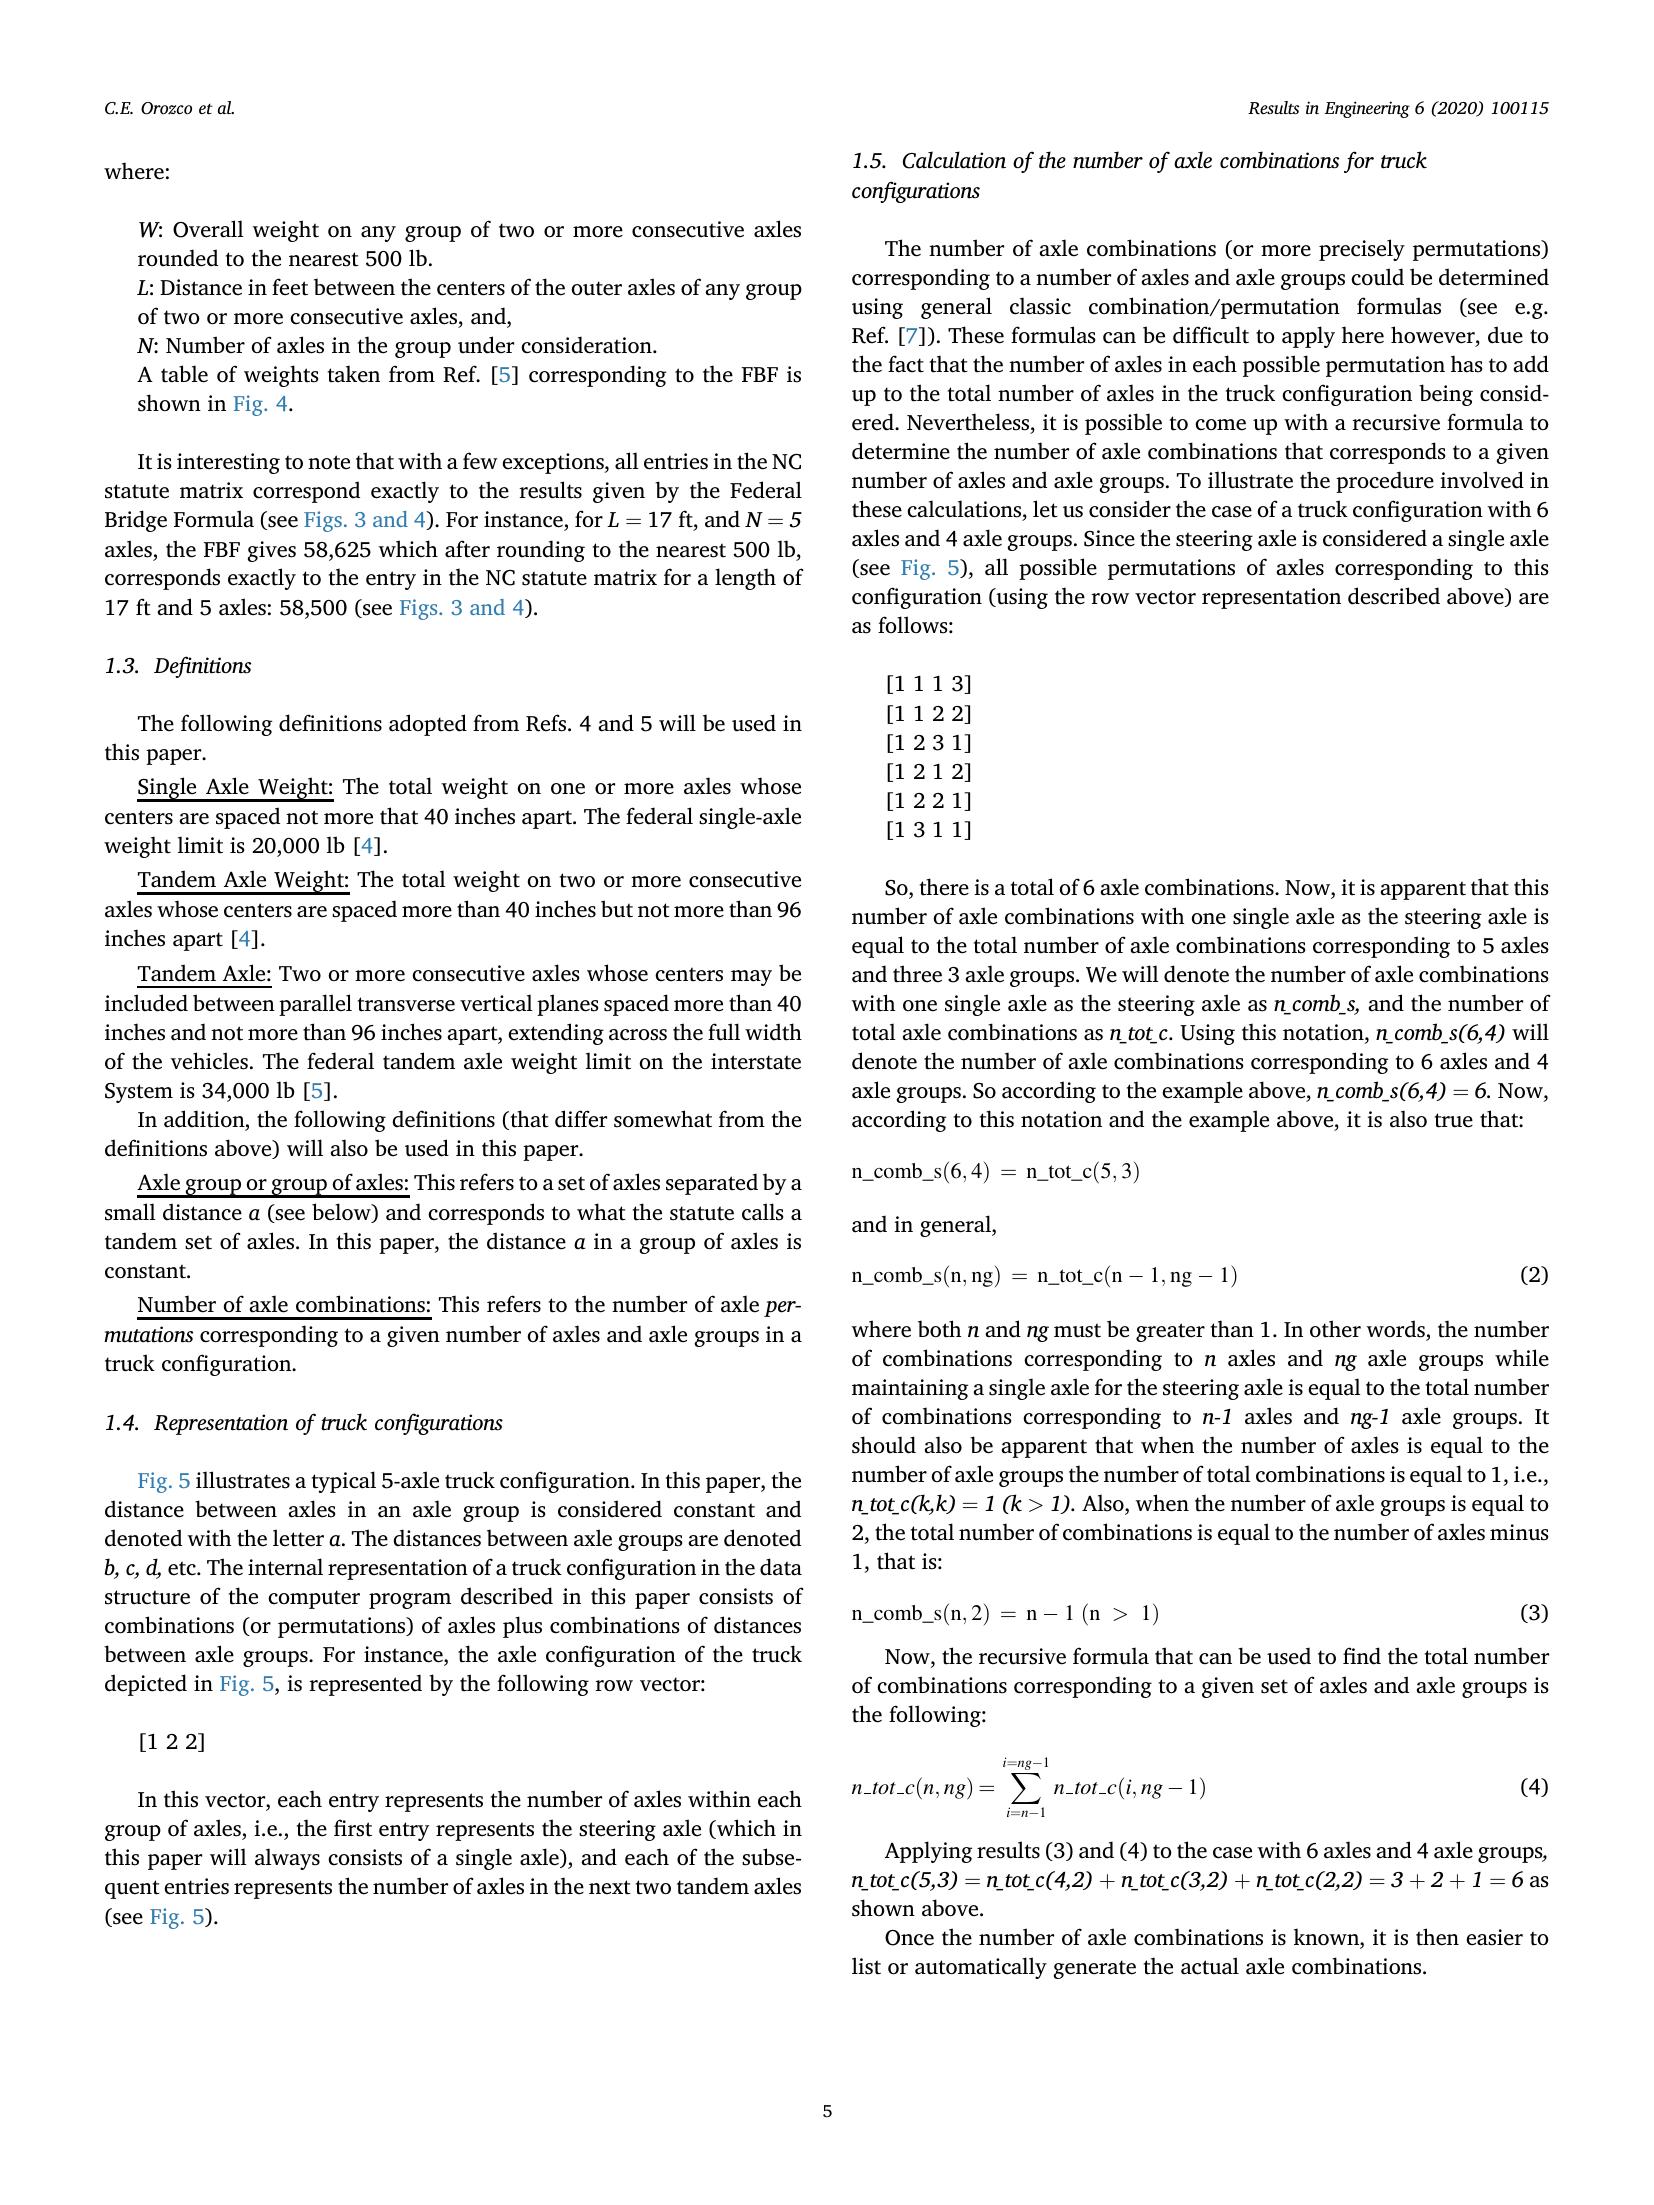 C.E. Orozco et al.
Results in Engineering 6 (2020) 100115
where:
W: Overall weight on any group of two or more consecutive axles
rounded to the nearest 500 lb.
L: Distance in feet between the centers of the outer axles of any group
of two or more consecutive axles, and,
N: Number of axles in the group under consideration.
A table of weights taken from Ref. [5] corresponding to the FBF is
shown in Fig. 4.
It is interesting to note that with a few exceptions, all entries in the NC
statute matrix correspond exactly to the results given by the Federal
Bridge Formula (see Figs. 3 and 4). For instance, for L = 17 ft, and N = 5
axles, the FBF gives 58,625 which after rounding to the nearest 500 lb,
corresponds exactly to the entry in the NC statute matrix for a length of
17 ft and 5 axles: 58,500 (see Figs. 3 and 4).
1.3. Definitions
The following definitions adopted from Refs. 4 and 5 will be used in
this paper.
Single Axle Weight: The total weight on one or more axles whose
centers are spaced not more that 40 inches apart. The federal single-axle
weight limit is 20,000 lb [4].
Tandem Axle Weight: The total weight on two or more consecutive
axles whose centers are spaced more than 40 inches but not more than 96
inches apart [4].
Tandem Axle: Two or more consecutive axles whose centers may be
included between parallel transverse vertical planes spaced more than 40
inches and not more than 96 inches apart, extending across the full width
of the vehicles. The federal tandem axle weight limit on the interstate
System is 34,000 lb [5].
In addition, the following definitions (that differ somewhat from the
definitions above) will also be used in this paper.
Axle group or group of axles: This refers to a set of axles separated by a
small distance a (see below) and corresponds to what the statute calls a
tandem set of axles. In this paper, the distance a in a group of axles is
constant.
Number of axle combinations: This refers to the number of axle per-
mutations corresponding to a given number of axles and axle groups in a
truck configuration.
1.4. Representation of truck configurations
Fig. 5 illustrates a typical 5-axle truck configuration. In this paper, the
distance between axles in an axle group is considered constant and
denoted with the letter a. The distances between axle groups are denoted
b, c, d, etc. The internal representation of a truck configuration in the data
structure of the computer program described in this paper consists of
combinations (or permutations) of axles plus combinations of distances
between axle groups. For instance, the axle configuration of the truck
depicted in Fig. 5, is represented by the following row vector:
[1 2 2]
In this vector, each entry represents the number of axles within each
group of axles, i.e., the first entry represents the steering axle (which in
this paper will always consists of a single axle), and each of the subse-
quent entries represents the number of axles in the next two tandem axles
(see Fig. 5).
1.5. Calculation of the number of axle combinations for truck
configurations
The number of axle combinations (or more precisely permutations)
corresponding to a number of axles and axle groups could be determined
using general classic combination/permutation formulas (see e.g.
Ref. [7]). These formulas can be difficult to apply here however, due to
the fact that the number of axles in each possible permutation has to add
up to the total number of axles in the truck configuration being consid-
ered. Nevertheless, it is possible to come up with a recursive formula to
determine the number of axle combinations that corresponds to a given
number of axles and axle groups. To illustrate the procedure involved in
these calculations, let us consider the case of a truck configuration with 6
axles and 4 axle groups. Since the steering axle is considered a single axle
(see Fig. 5), all possible permutations of axles corresponding to this
configuration (using the row vector representation described above) are
as follows:
[1 1 1 3]
[1 1 2 2]
[1 2 3 1]
[1 2 1 2]
[1 2 2 1]
[1 3 1 1]
So, there is a total of 6 axle combinations. Now, it is apparent that this
number of axle combinations with one single axle as the steering axle is
equal to the total number of axle combinations corresponding to 5 axles
and three 3 axle groups. We will denote the number of axle combinations
with one single axle as the steering axle as n_comb_s, and the number of
total axle combinations as n_tot_c. Using this notation, n_comb_s(6,4) will
denote the number of axle combinations corresponding to 6 axles and 4
axle groups. So according to the example above, n_comb_s(6,4) = 6. Now,
according to this notation and the example above, it is also true that:
n_comb_s(6, 4) = n_tot_c(5, 3)
and in general,
n_comb_s(n, ng) = n_tot_c(n − 1, ng − 1) (2)
where both n and ng must be greater than 1. In other words, the number
of combinations corresponding to n axles and ng axle groups while
maintaining a single axle for the steering axle is equal to the total number
of combinations corresponding to n-1 axles and ng-1 axle groups. It
should also be apparent that when the number of axles is equal to the
number of axle groups the number of total combinations is equal to 1, i.e.,
n_tot_c(k,k) = 1 (k > 1). Also, when the number of axle groups is equal to
2, the total number of combinations is equal to the number of axles minus
1, that is:
n_comb_s(n, 2) = n − 1 (n > 1) (3)
Now, the recursive formula that can be used to find the total number
of combinations corresponding to a given set of axles and axle groups is
the following:
n_tot_c(n, ng) = ∑_{i=n−1}^{i=ng−1} n_tot_c(i, ng − 1) (4)
Applying results (3) and (4) to the case with 6 axles and 4 axle groups,
n_tot_c(5,3) = n_tot_c(4,2) + n_tot_c(3,2) + n_tot_c(2,2) = 3 + 2 + 1 = 6 as
shown above.
Once the number of axle combinations is known, it is then easier to
list or automatically generate the actual axle combinations.
5